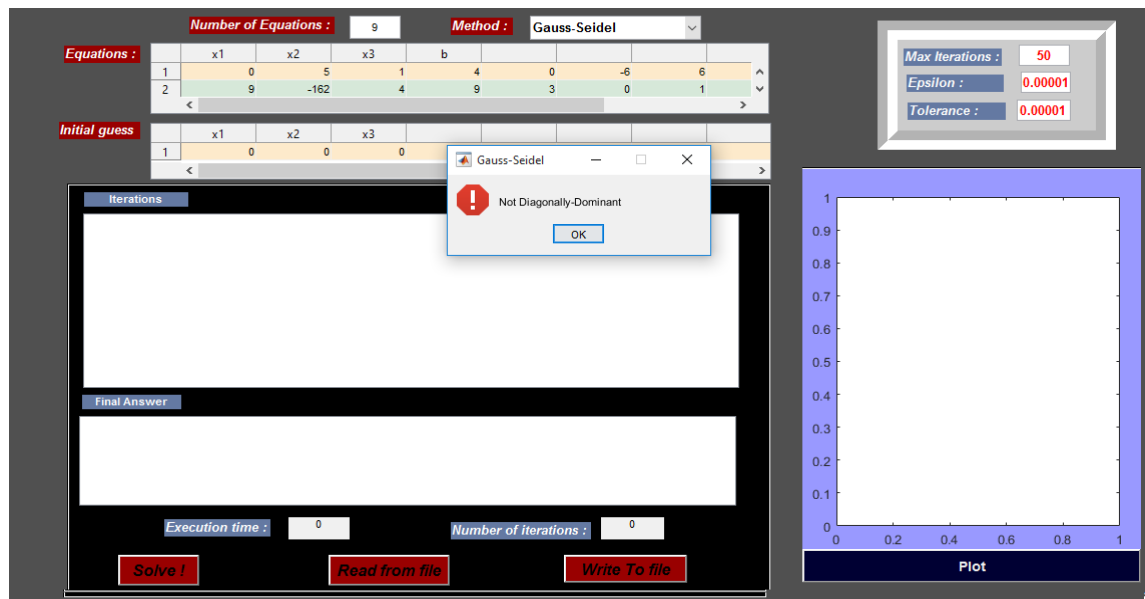 Number of Equations : 9 Method : Gauss-Seidel
Equations : x1 x2 x3 b
1 0 5 1 4 0 -6 6
2 9 -162 4 9 3 0 1
Initial guess x1 x2 x3
1 0 0 0
Max Iterations : 50
Epsilon : 0.00001
Tolerance : 0.00001
Gauss-Seidel
Not Diagonally-Dominant
OK
Iterations
Final Answer
Execution time : 0 Number of iterations : 0
Solve ! Read from file Write To file
1
0.9
0.8
0.7
0.6
0.5
0.4
0.3
0.2
0.1
0
0 0.2 0.4 0.6 0.8 1
Plot